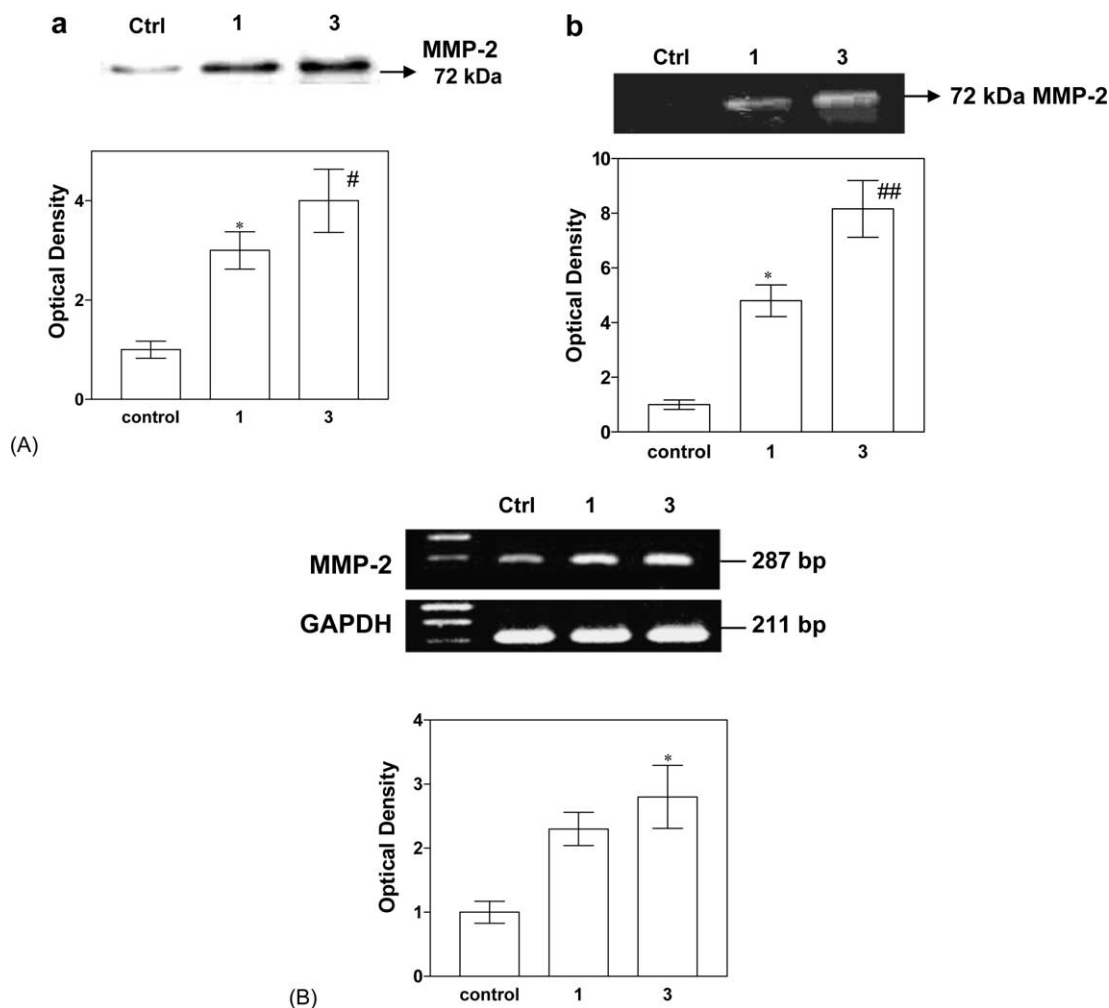 a
Ctrl 1 3
MMP-2
72 kDa
Optical Density
4
2
0
*
#
control 1 3
(A)
b
Ctrl 1 3
72 kDa MMP-2
Optical Density
10
8
6
4
2
0
*
##
control 1 3
Ctrl 1 3
MMP-2 287 bp
GAPDH 211 bp
Optical Density
4
3
2
1
0
*
control 1 3
(B)